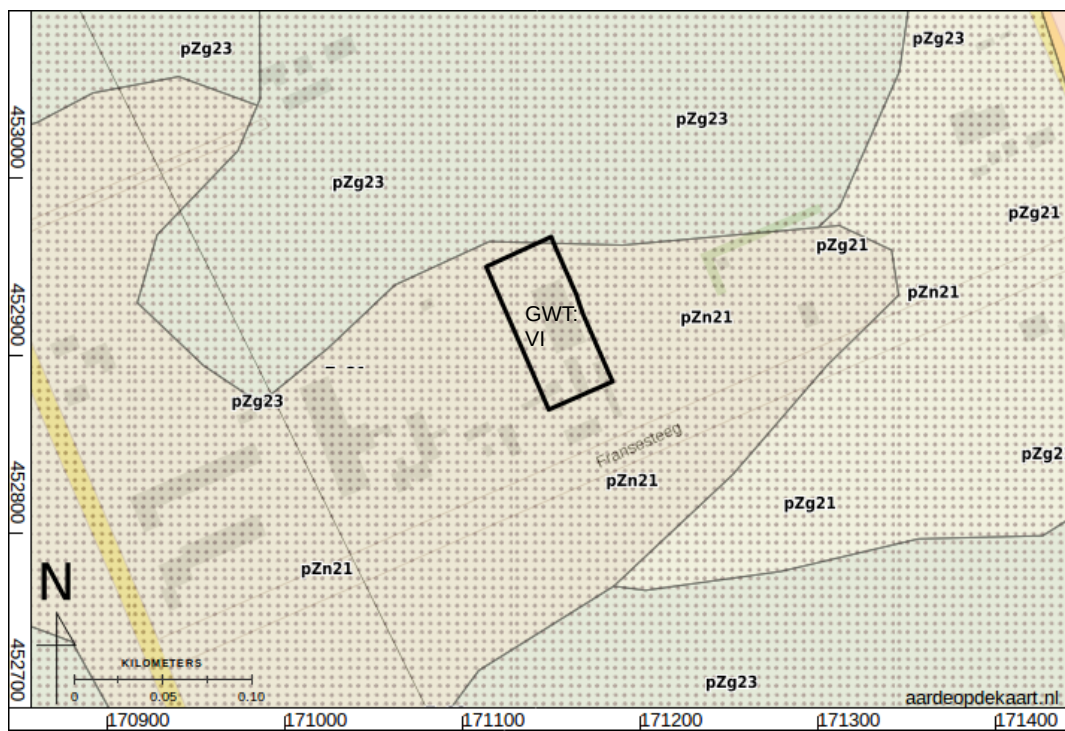 pZg23
pZg23
pZg23
pZg23
pZg21
pZg21
pZn21
pZn21
GWT:
VI
pZg23
Fransesteeg
pZn21
pZg2
pZg21
pZn21
pZg23
453000
452900
452800
452700
N
KILOMETERS
0 0.05 0.10
aardeopdekaart.nl
170900 171000 171100 171200 171300 171400